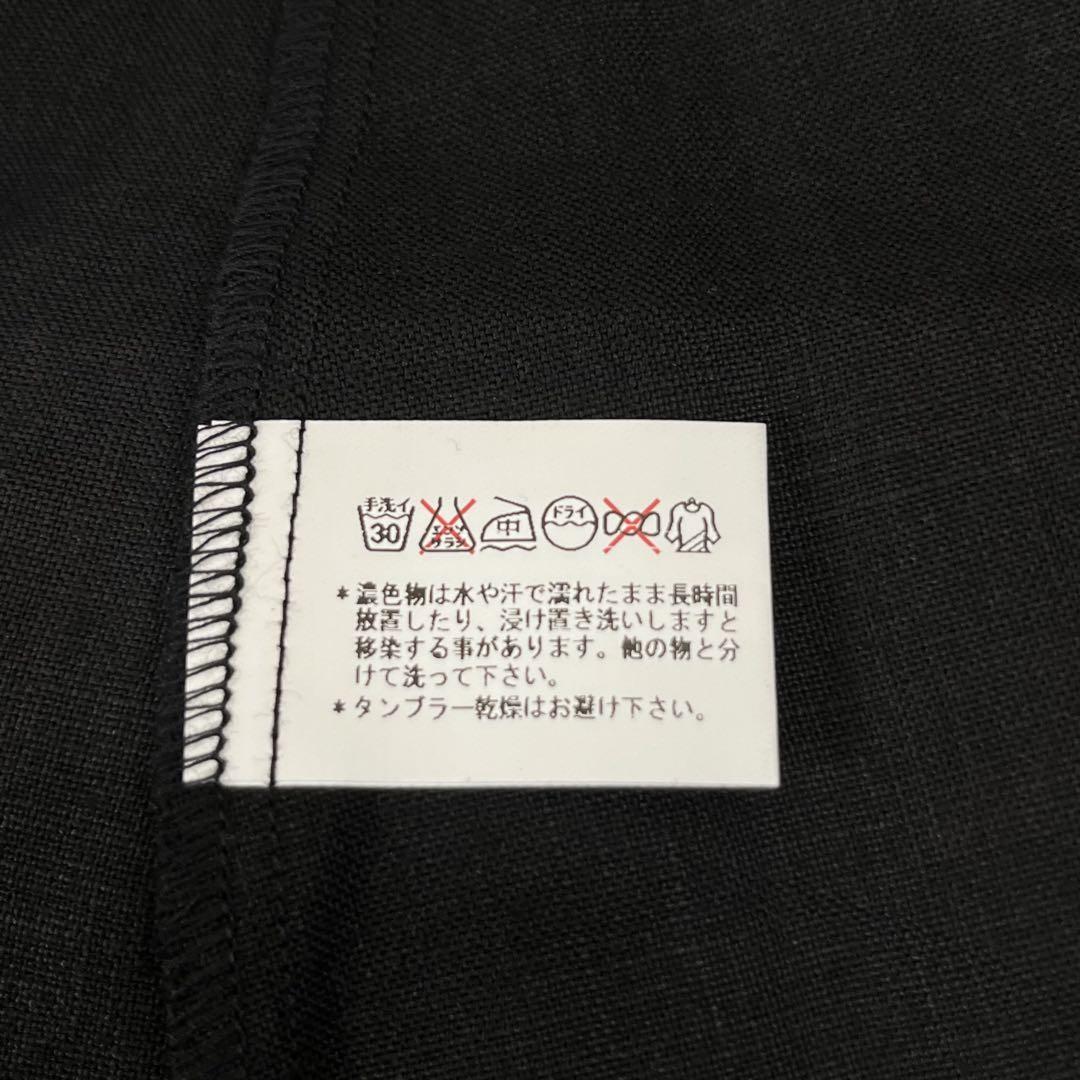 手洗イ 30 エンソサラシ 中 ドライ
*濃色物は水や汗で濡れたまま長時間
放置したり、浸け置き洗いしますと
移染する事があります。他の物と分
けて洗って下さい。
*タンブラー乾燥はお避け下さい。